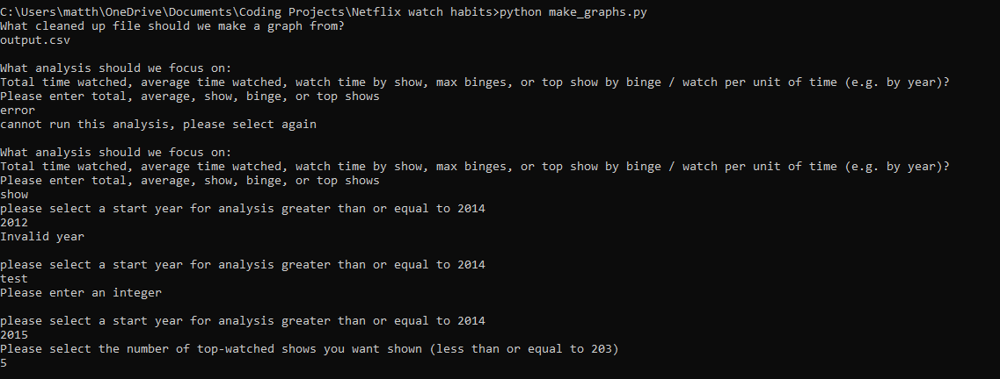 C:\Users\matth\OneDrive\Documents\Coding Projects\Netflix watch habits>python make_graphs.py
What cleaned up file should we make a graph from?
output.csv
What analysis should we focus on:
Total time watched, average time watched, watch time by show, max binges, or top show by binge / watch per unit of time (e.g. by year)?
Please enter total, average, show, binge, or top shows
error
cannot run this analysis, please select again
What analysis should we focus on:
Total time watched, average time watched, watch time by show, max binges, or top show by binge / watch per unit of time (e.g. by year)?
Please enter total, average, show, binge, or top shows
show
please select a start year for analysis greater than or equal to 2014
2012
Invalid year
please select a start year for analysis greater than or equal to 2014
test
Please enter an integer
please select a start year for analysis greater than or equal to 2014
2015
Please select the number of top-watched shows you want shown (less than or equal to 203)
5